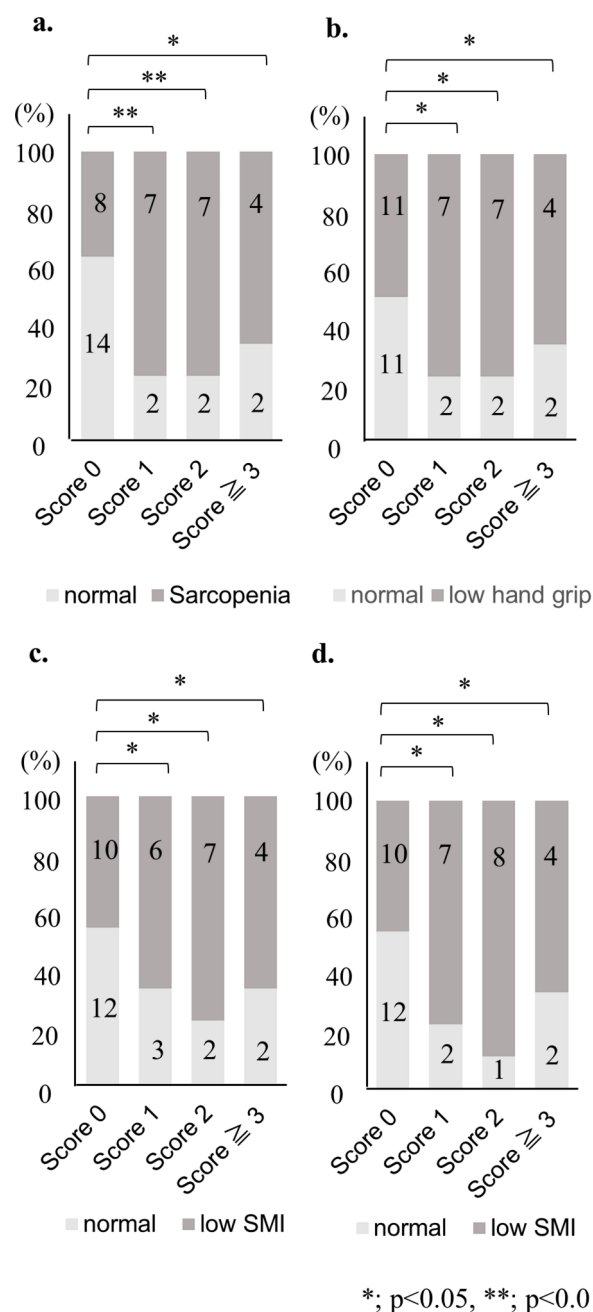 a.
*
**
**
(%)
100
80
60
40
20
0
8 7 7 4
14 2 2 2
Score 0 Score 1 Score 2 Score ≧ 3
normal Sarcopenia
b.
*
*
*
(%)
100
80
60
40
20
0
11 7 7 4
11 2 2 2
Score 0 Score 1 Score 2 Score ≧ 3
normal low hand grip
c.
*
*
*
(%)
100
80
60
40
20
0
10 6 7 4
12 3 2 2
Score 0 Score 1 Score 2 Score ≧ 3
normal low SMI
d.
*
*
*
(%)
100
80
60
40
20
0
10 7 8 4
12 2 1 2
Score 0 Score 1 Score 2 Score ≧ 3
normal low SMI
*; p<0.05, **; p<0.0